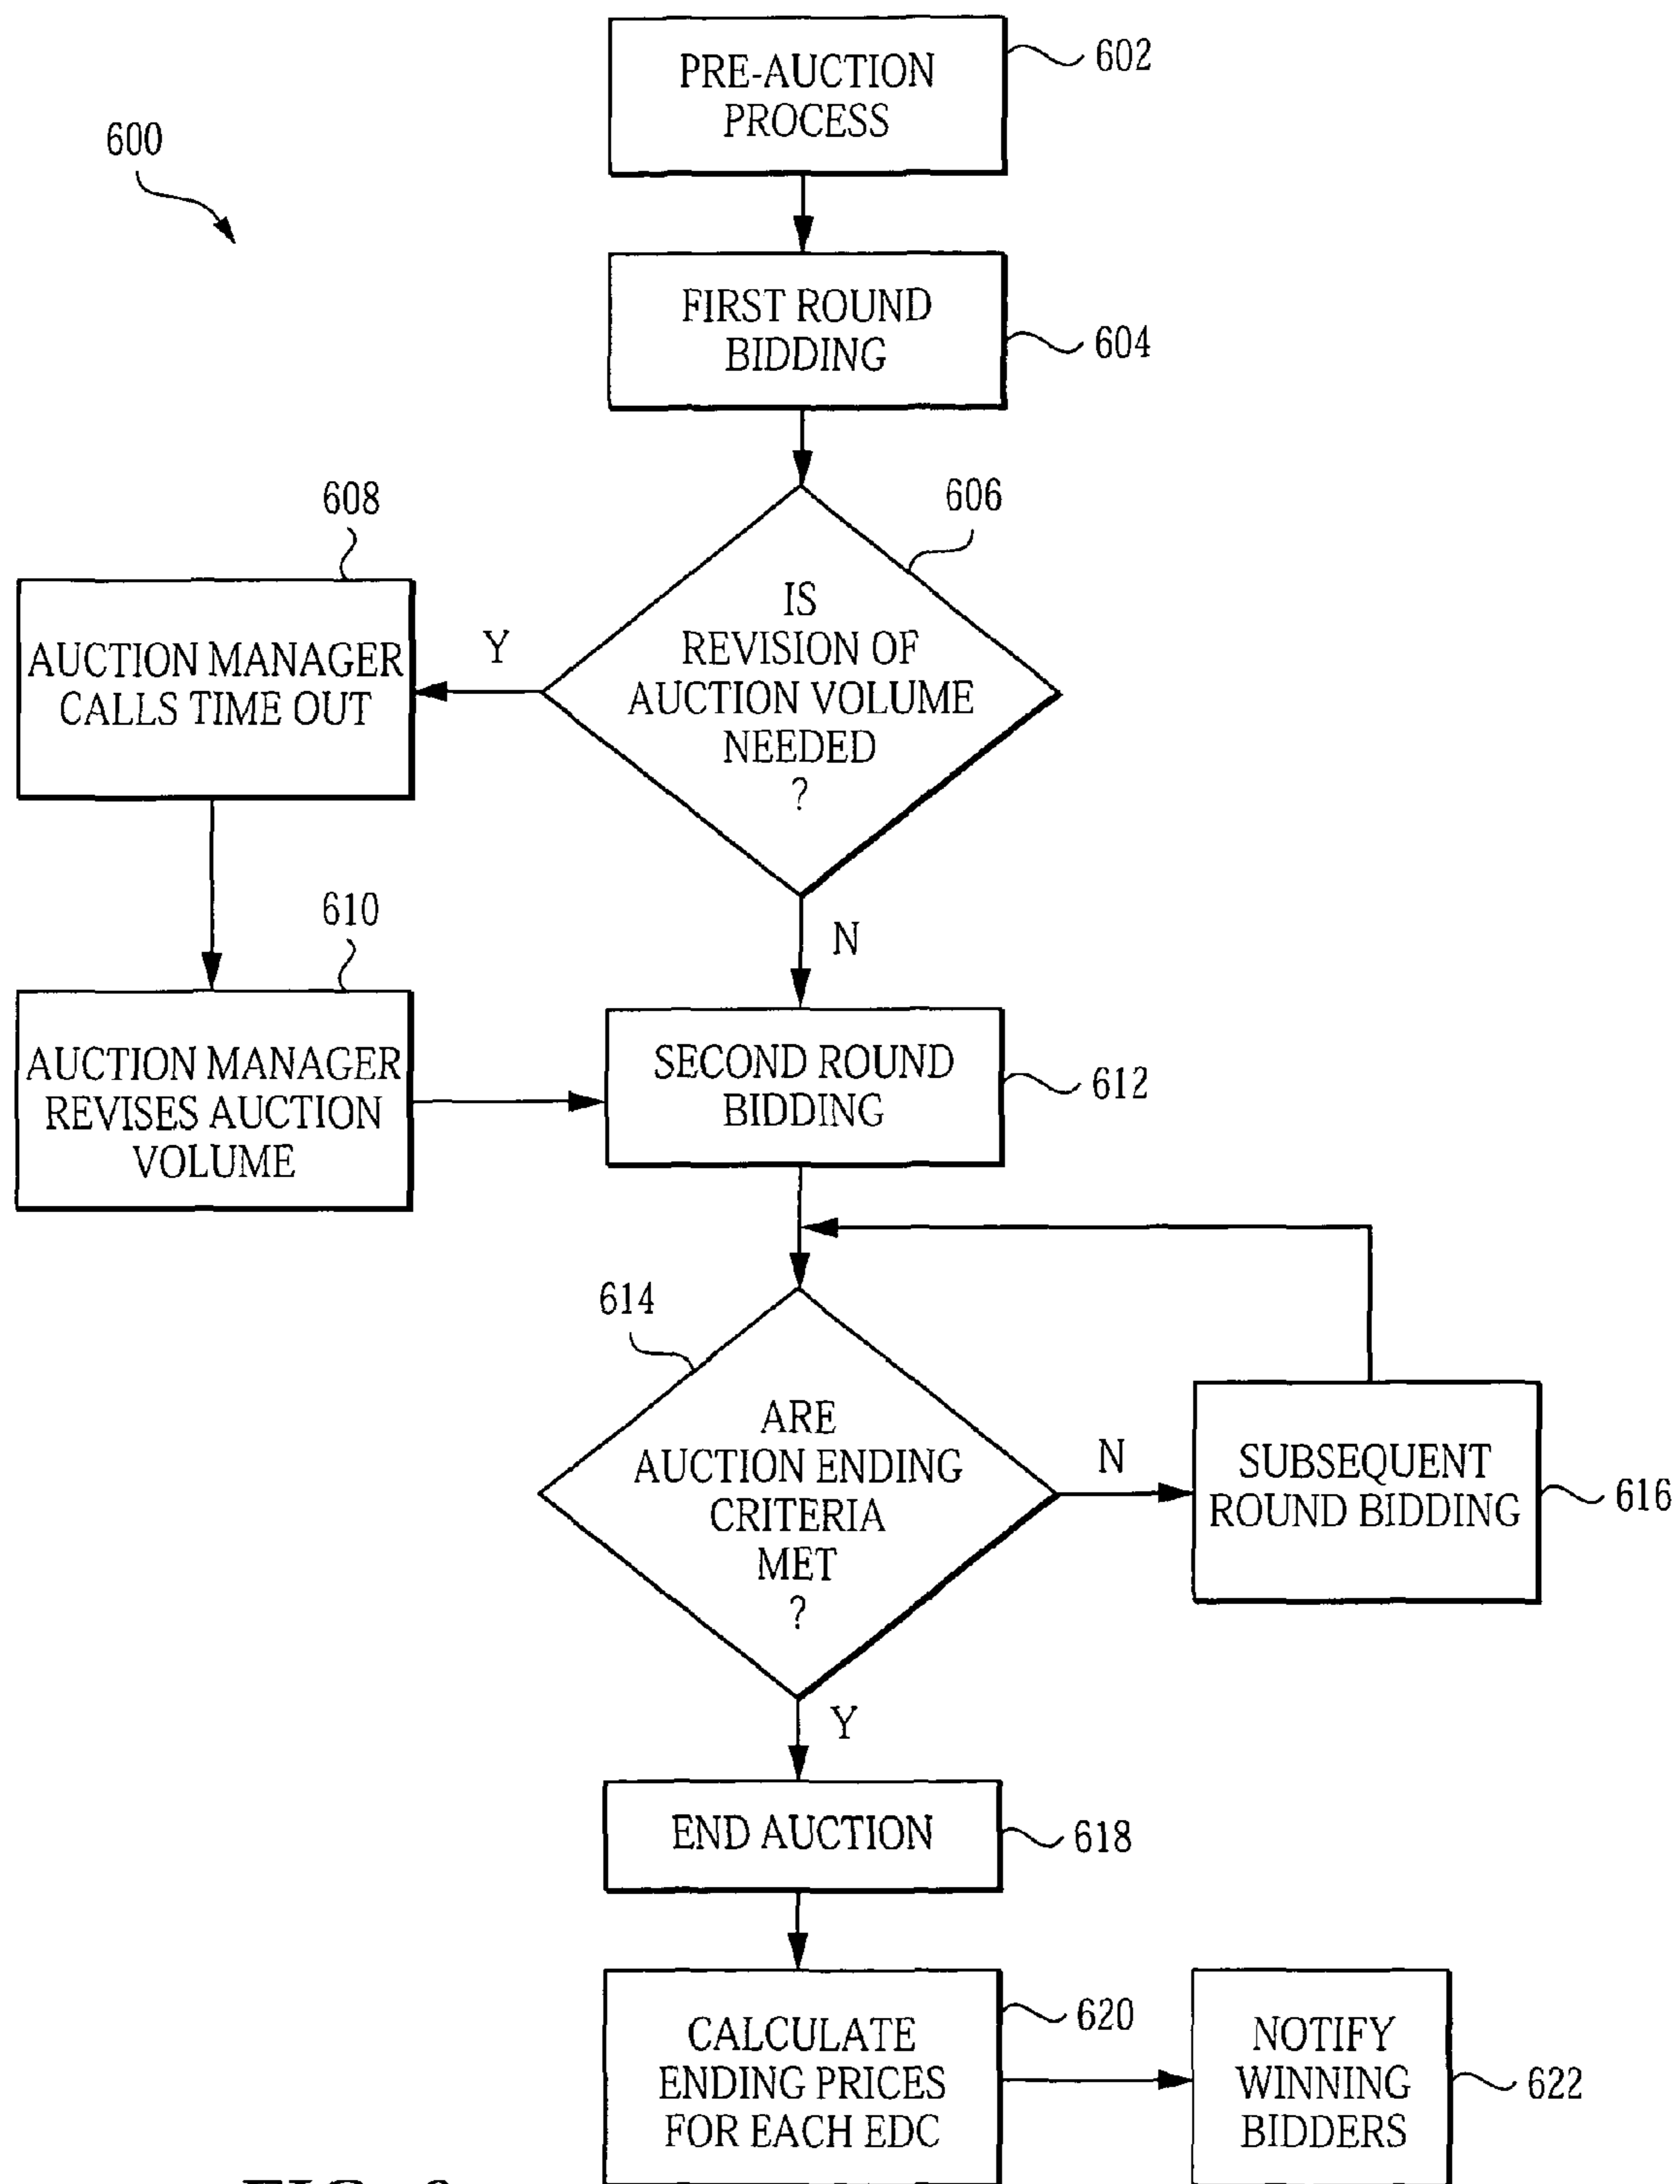 PRE-AUCTION
PROCESS
602
600
FIRST ROUND
BIDDING
604
606
608
IS
REVISION OF
AUCTION VOLUME
NEEDED
?
Y
AUCTION MANAGER
CALLS TIME OUT
N
610
AUCTION MANAGER
REVISES AUCTION
VOLUME
SECOND ROUND
BIDDING
612
614
ARE
AUCTION ENDING
CRITERIA
MET
?
N
SUBSEQUENT
ROUND BIDDING
616
Y
END AUCTION
618
CALCULATE
ENDING PRICES
FOR EACH EDC
620
NOTIFY
WINNING
BIDDERS
622